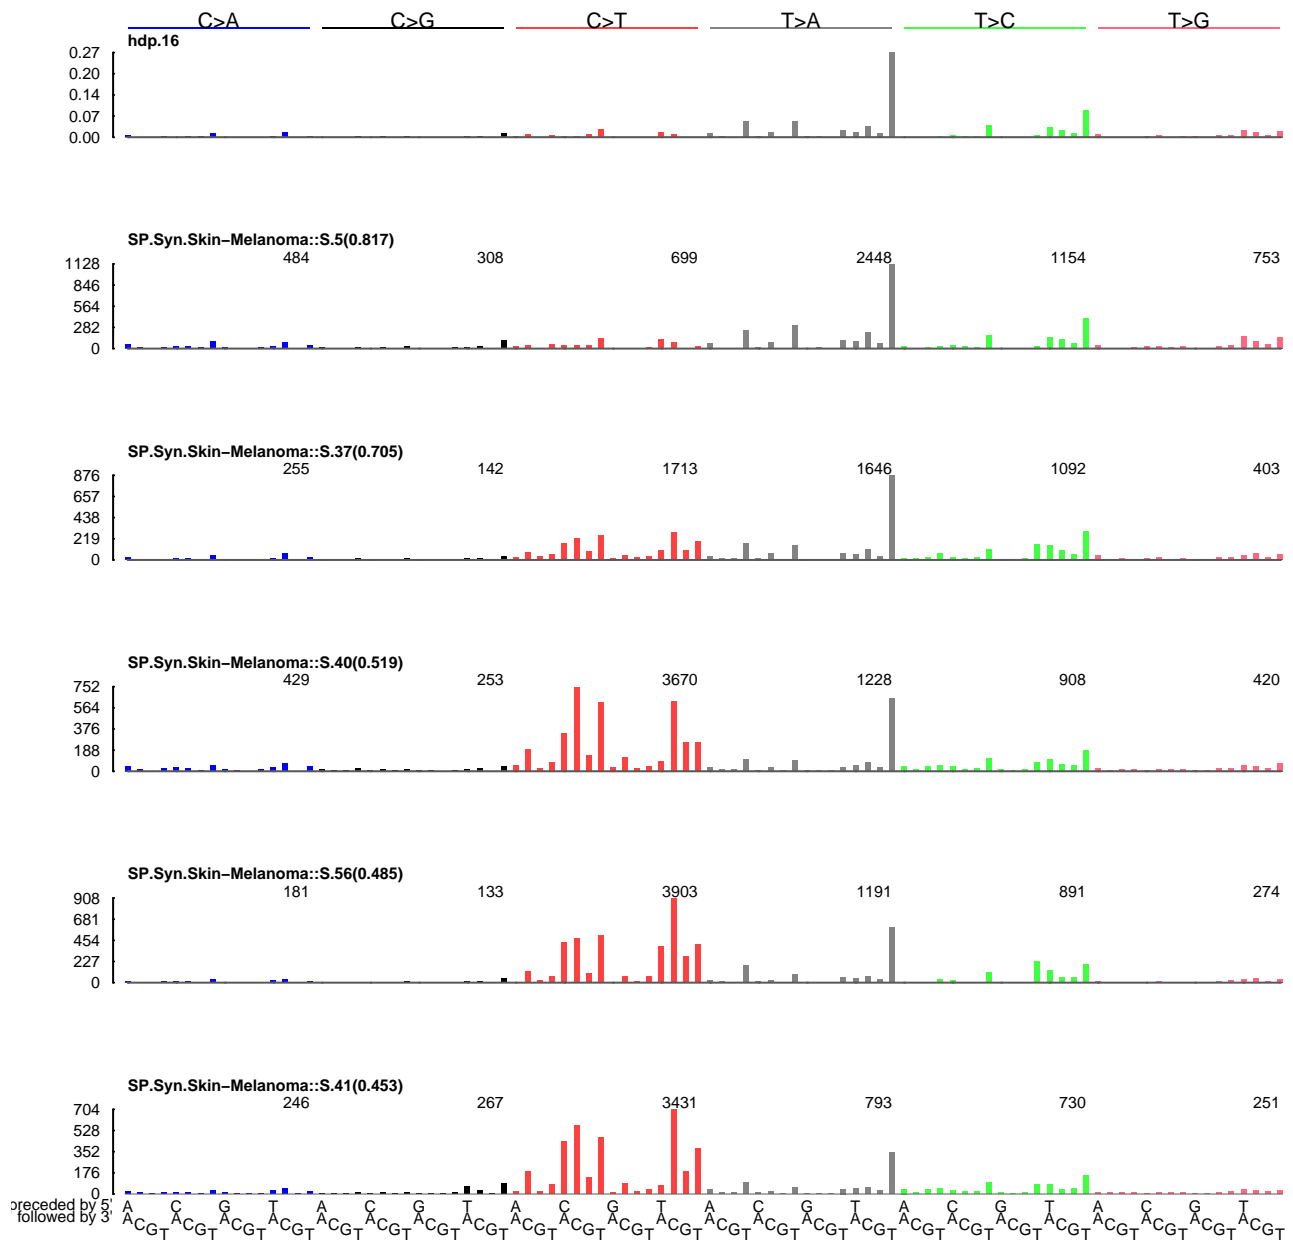 C>A C>G C>T T>A T>C T>G
hdp.16
0.27
0.20
0.14
0.07
0.00
SP.Syn.Skin−Melanoma::S.5(0.817)
484 308 699 2448 1154 753
1128
846
564
282
0
SP.Syn.Skin−Melanoma::S.37(0.705)
255 142 1713 1646 1092 403
876
657
438
219
0
SP.Syn.Skin−Melanoma::S.40(0.519)
429 253 3670 1228 908 420
752
564
376
188
0
SP.Syn.Skin−Melanoma::S.56(0.485)
181 133 3903 1191 891 274
908
681
454
227
0
SP.Syn.Skin−Melanoma::S.41(0.453)
246 267 3431 793 730 251
704
528
352
176
0
preceded by 5' A C G T A C G T A C G T A C G T A C G T A C G T
followed by 3' A C G T A C G T A C G T A C G T A C G T A C G T A C G T A C G T A C G T A C G T A C G T A C G T A C G T A C G T A C G T A C G T A C G T A C G T A C G T A C G T A C G T A C G T A C G T A C G T